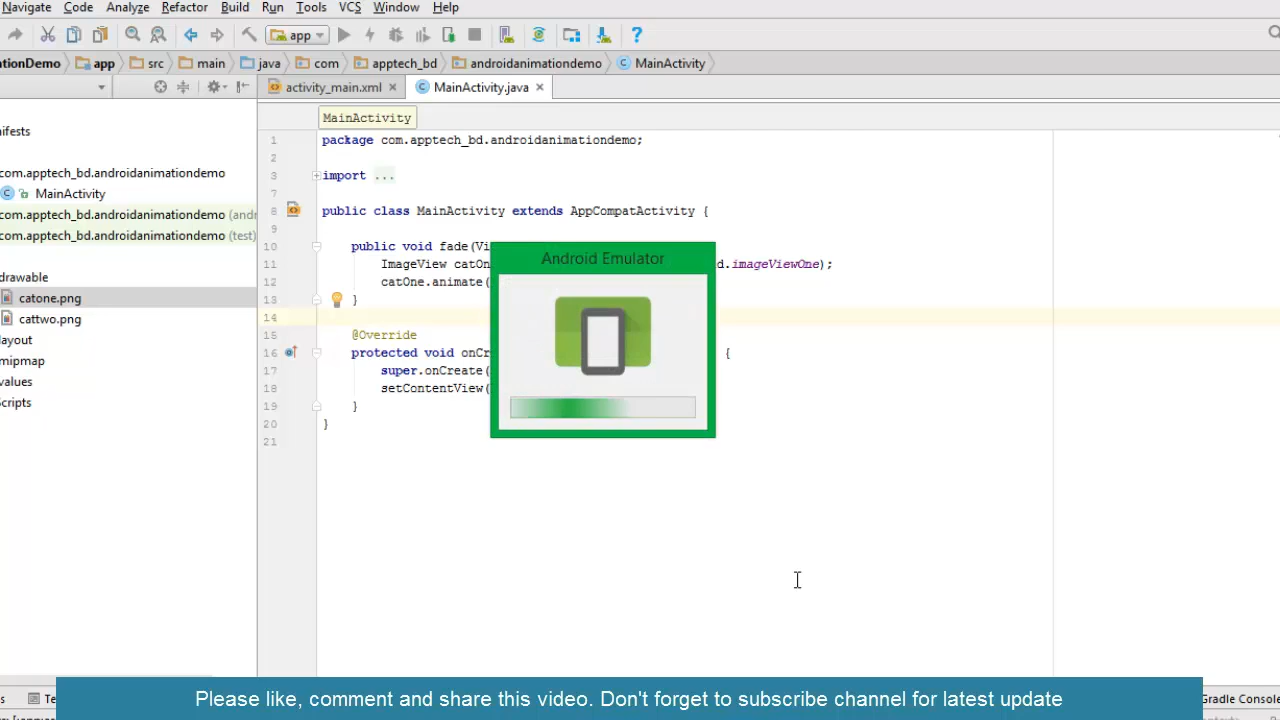 Navigate Code Analyze Refactor Build Run Tools VCS Window Help
app
ationDemo app src main java com apptech_bd androidanimationdemo MainActivity
activity_main.xml MainActivity.java
MainActivity
ifests
com.apptech_bd.androidanimationdemo
MainActivity
com.apptech_bd.androidanimationdemo (andr
com.apptech_bd.androidanimationdemo (test)
drawable
catone.png
cattwo.png
layout
mipmap
values
Scripts
1 package com.apptech_bd.androidanimationdemo;
2
3 import ...
7
8 public class MainActivity extends AppCompatActivity {
9
10 public void fade(Vi
11 ImageView catOn d.imageViewOne);
12 catOne.animate(
13 }
14
15 @Override
16 protected void onCr {
17 super.onCreate(
18 setContentView(
19 }
20 }
21
Android Emulator
s Te Gradle Consol
Please like, comment and share this video. Don't forget to subscribe channel for latest update